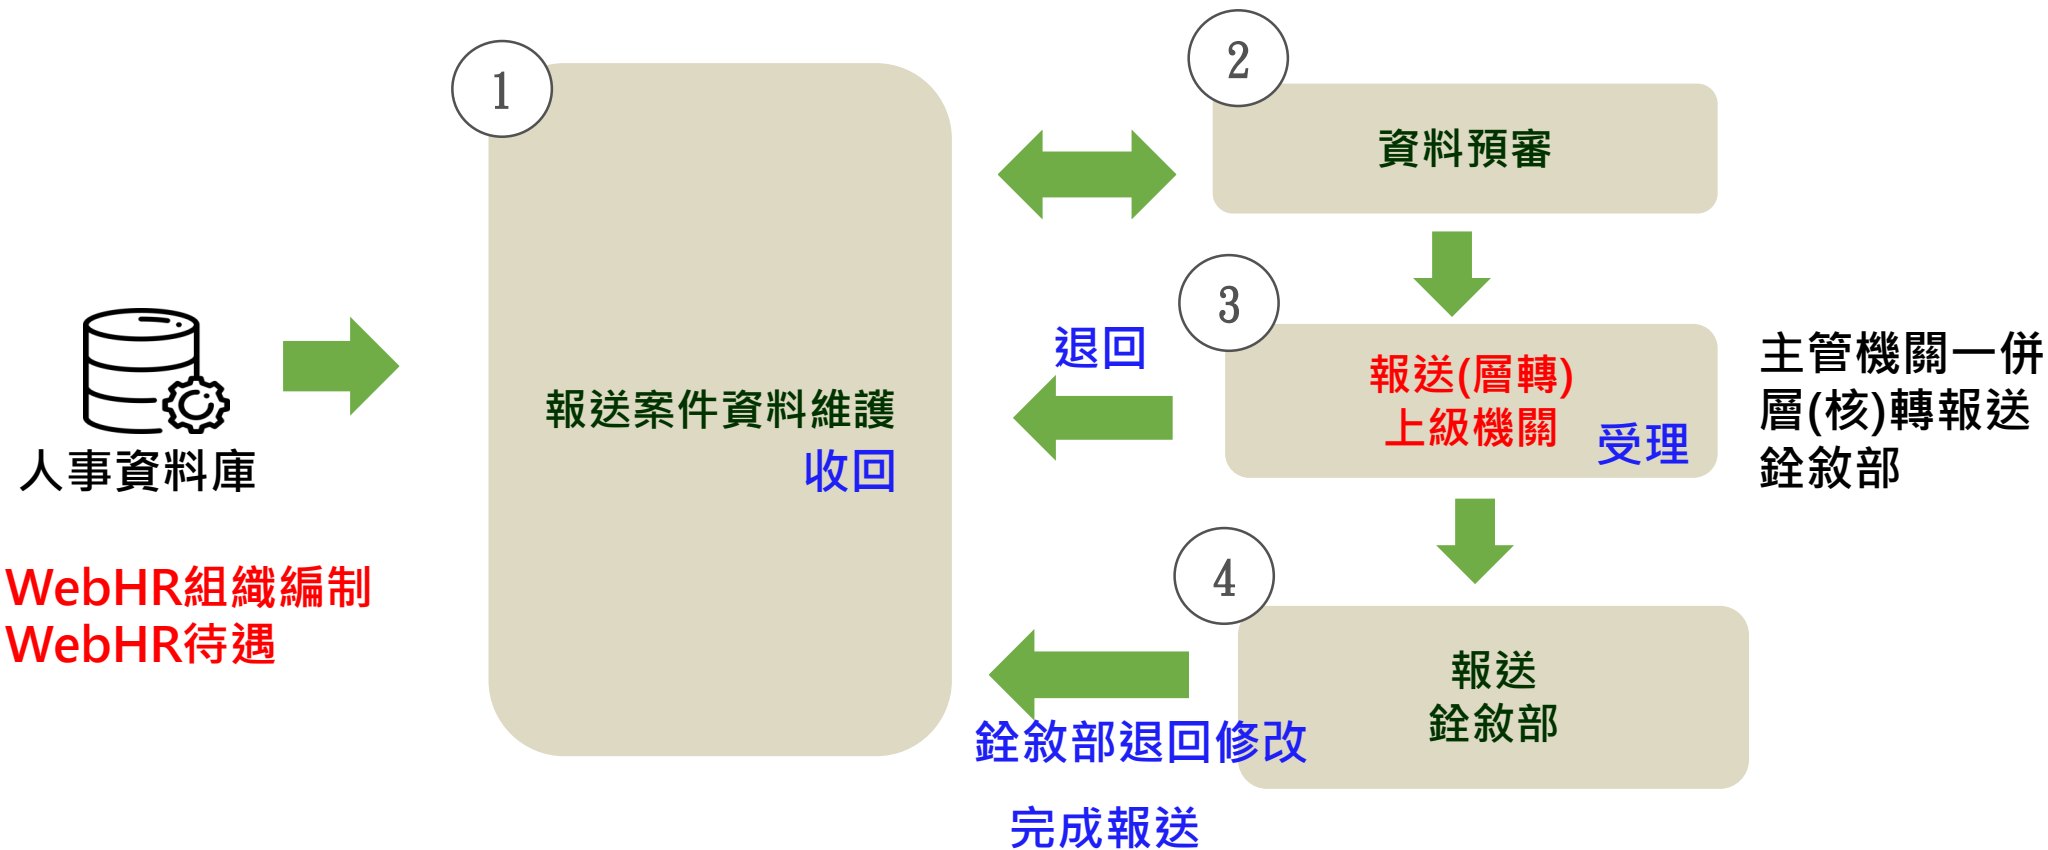 人事資料庫
WebHR組織編制
WebHR待遇
1
報送案件資料維護
收回
2
資料預審
3
報送(層轉)
上級機關
受理
退回
主管機關一併
層(核)轉報送
銓敘部
4
報送
銓敘部
銓敘部退回修改
完成報送